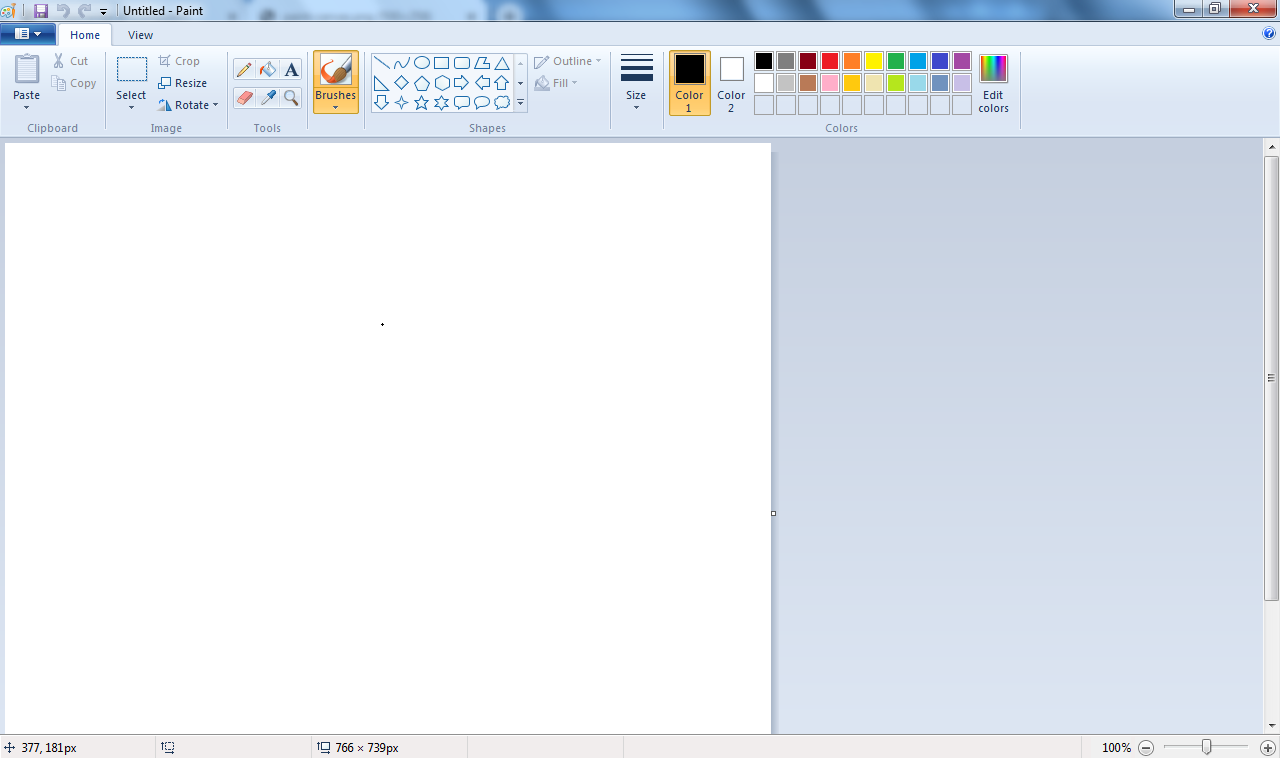 Untitled - Paint
Home View
Paste
Cut
Copy
Clipboard
Select
Crop
Resize
Rotate
Image
A
Tools
Brushes
Outline
Fill
Shapes
Size
Color 1
Color 2
Edit colors
Colors
377, 181px
766 × 739px
100%